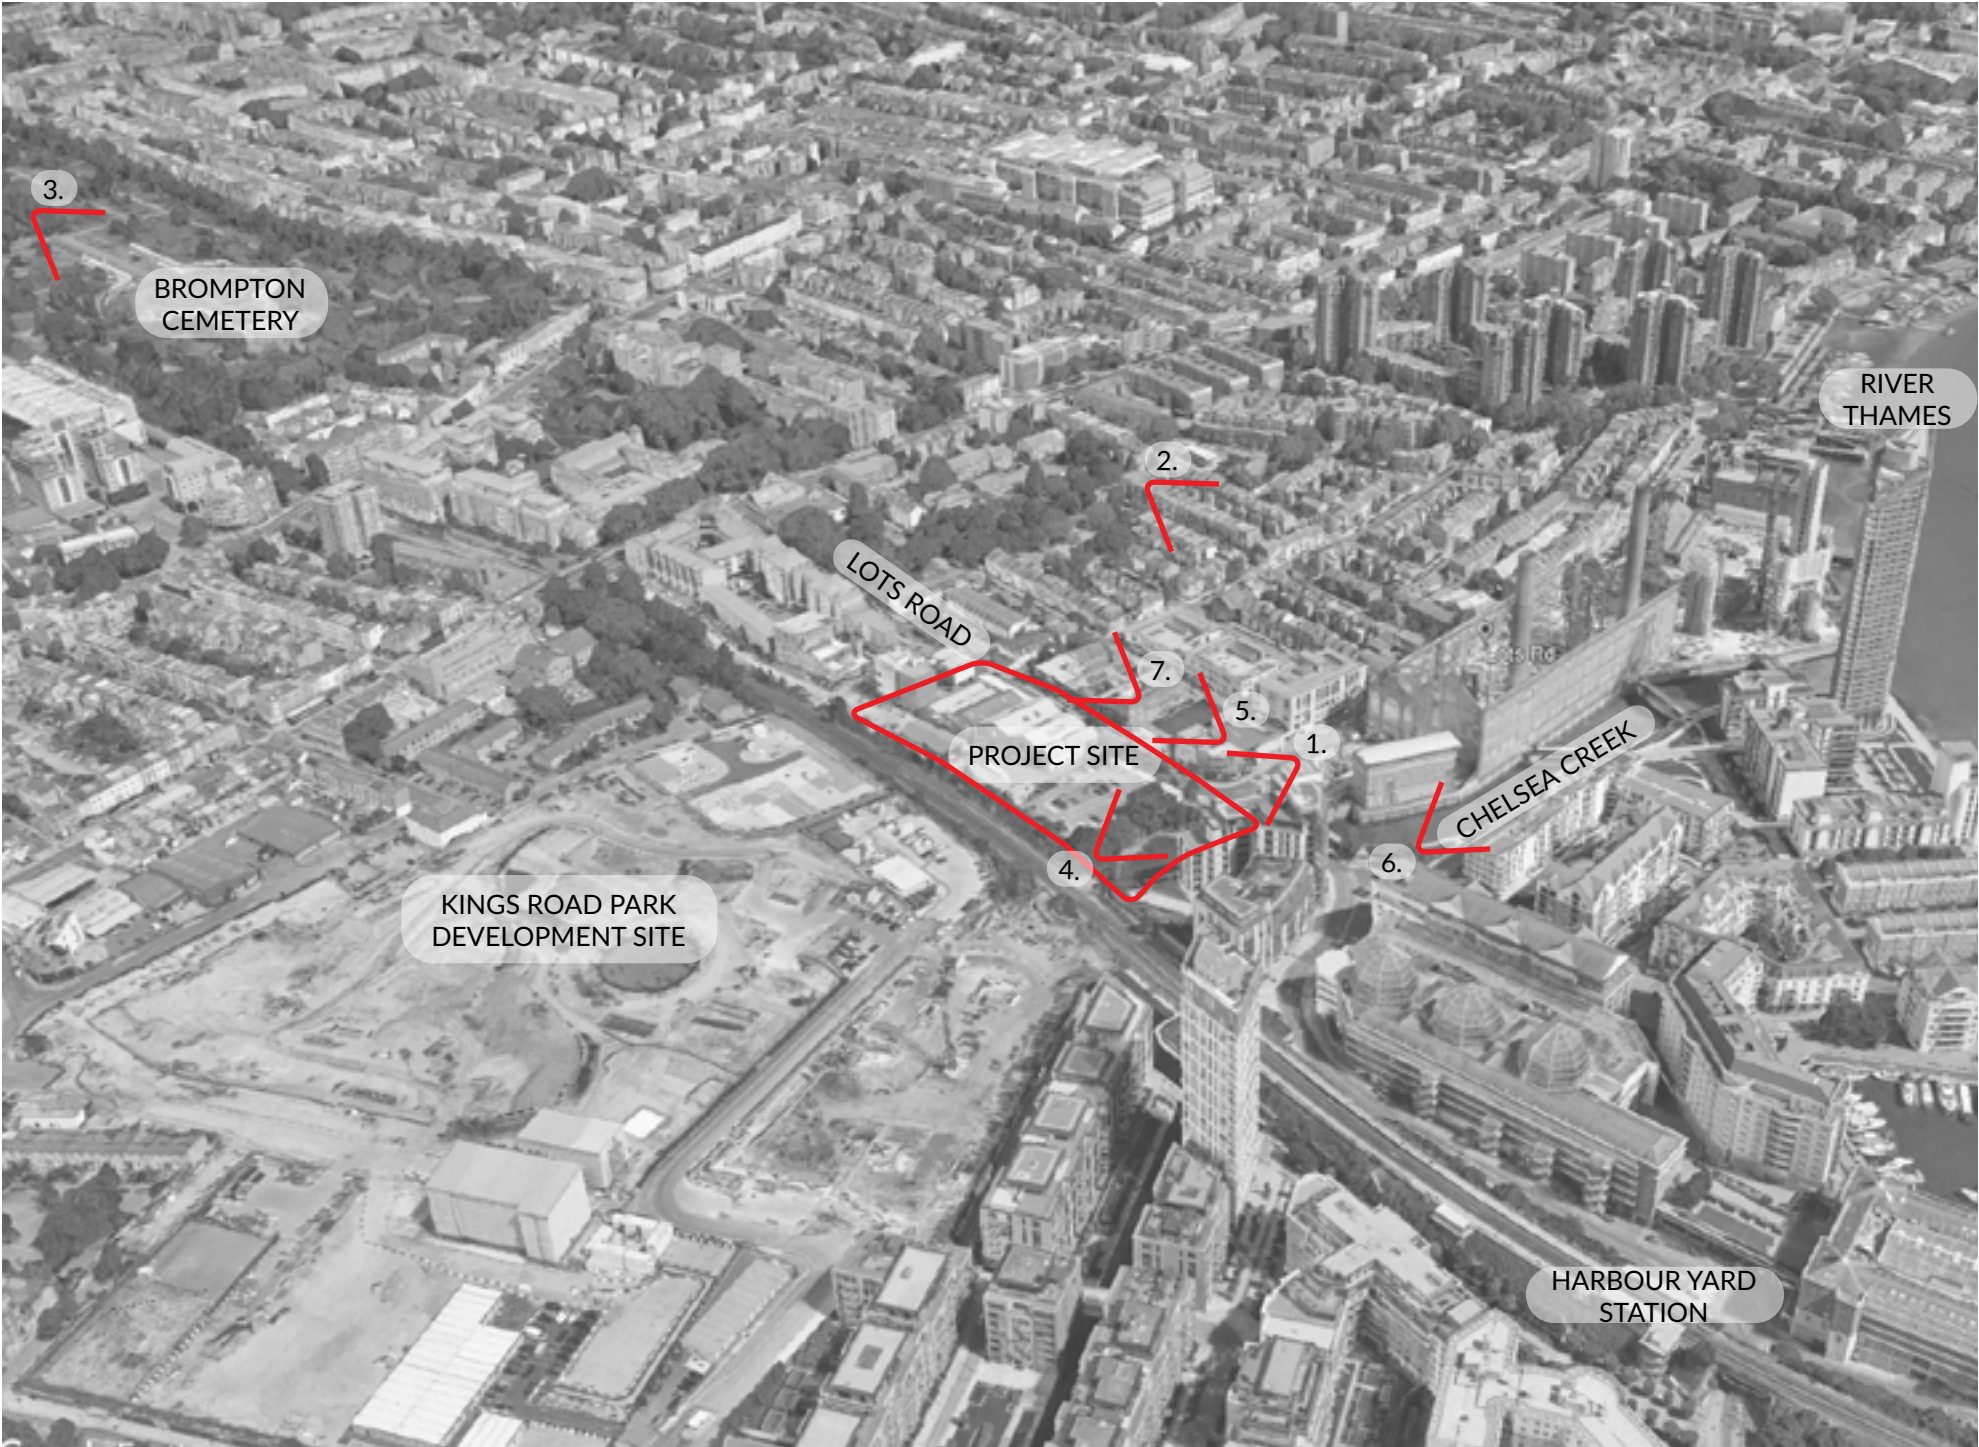 3.
BROMPTON
CEMETERY
RIVER
THAMES
2.
LOTS ROAD
7.
5.
1.
PROJECT SITE
CHELSEA CREEK
6.
4.
KINGS ROAD PARK
DEVELOPMENT SITE
HARBOUR YARD
STATION